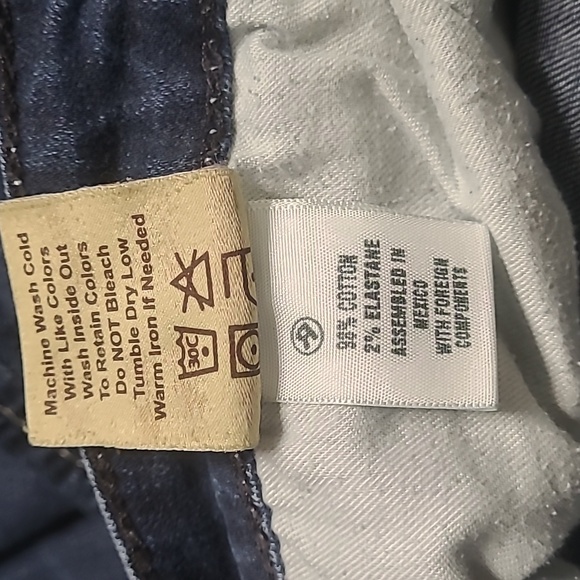 Machine Wash Cold
With Like Colors
Wash Inside Out
To Retain Colors
Do NOT Bleach
Tumble Dry Low
Warm Iron If Needed
30C
98% COTTON
2% ELASTANE
ASSEMBLED IN
MEXICO
WITH FOREIGN
COMPONENTS